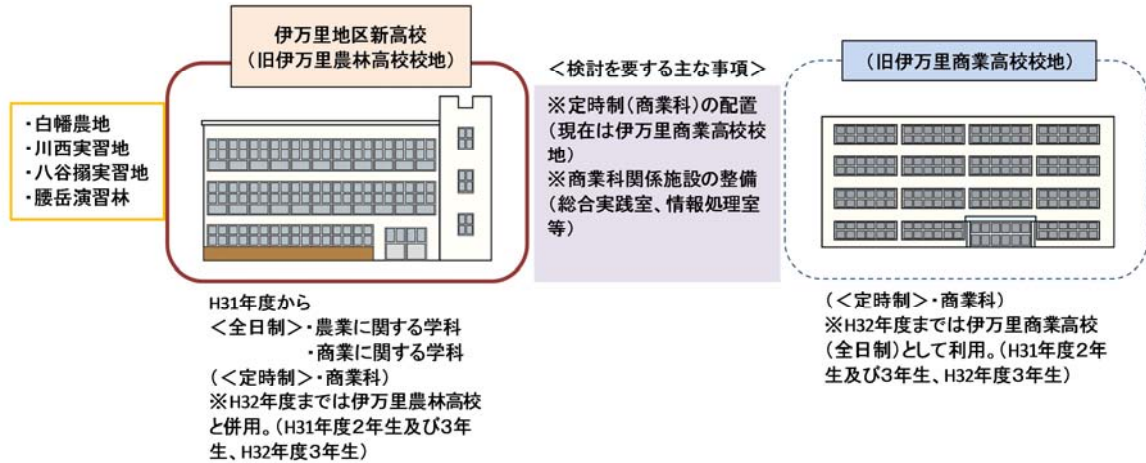 伊万里地区新高校
(旧伊万里農林高校校地)
・白幡農地
・川西実習地
・八谷搦実習地
・腰岳演習林
<検討を要する主な事項>
※定時制(商業科)の配置
(現在は伊万里商業高校校
地)
※商業科関係施設の整備
(総合実践室、情報処理室
等)
(旧伊万里商業高校校地)
H31年度から
<全日制>・農業に関する学科
・商業に関する学科
(<定時制>・商業科)
※H32年度までは伊万里農林高校
と併用。(H31年度2年生及び3年
生、H32年度3年生)
(<定時制>・商業科)
※H32年度までは伊万里商業高校
(全日制)として利用。(H31年度2年
生及び3年生、H32年度3年生)